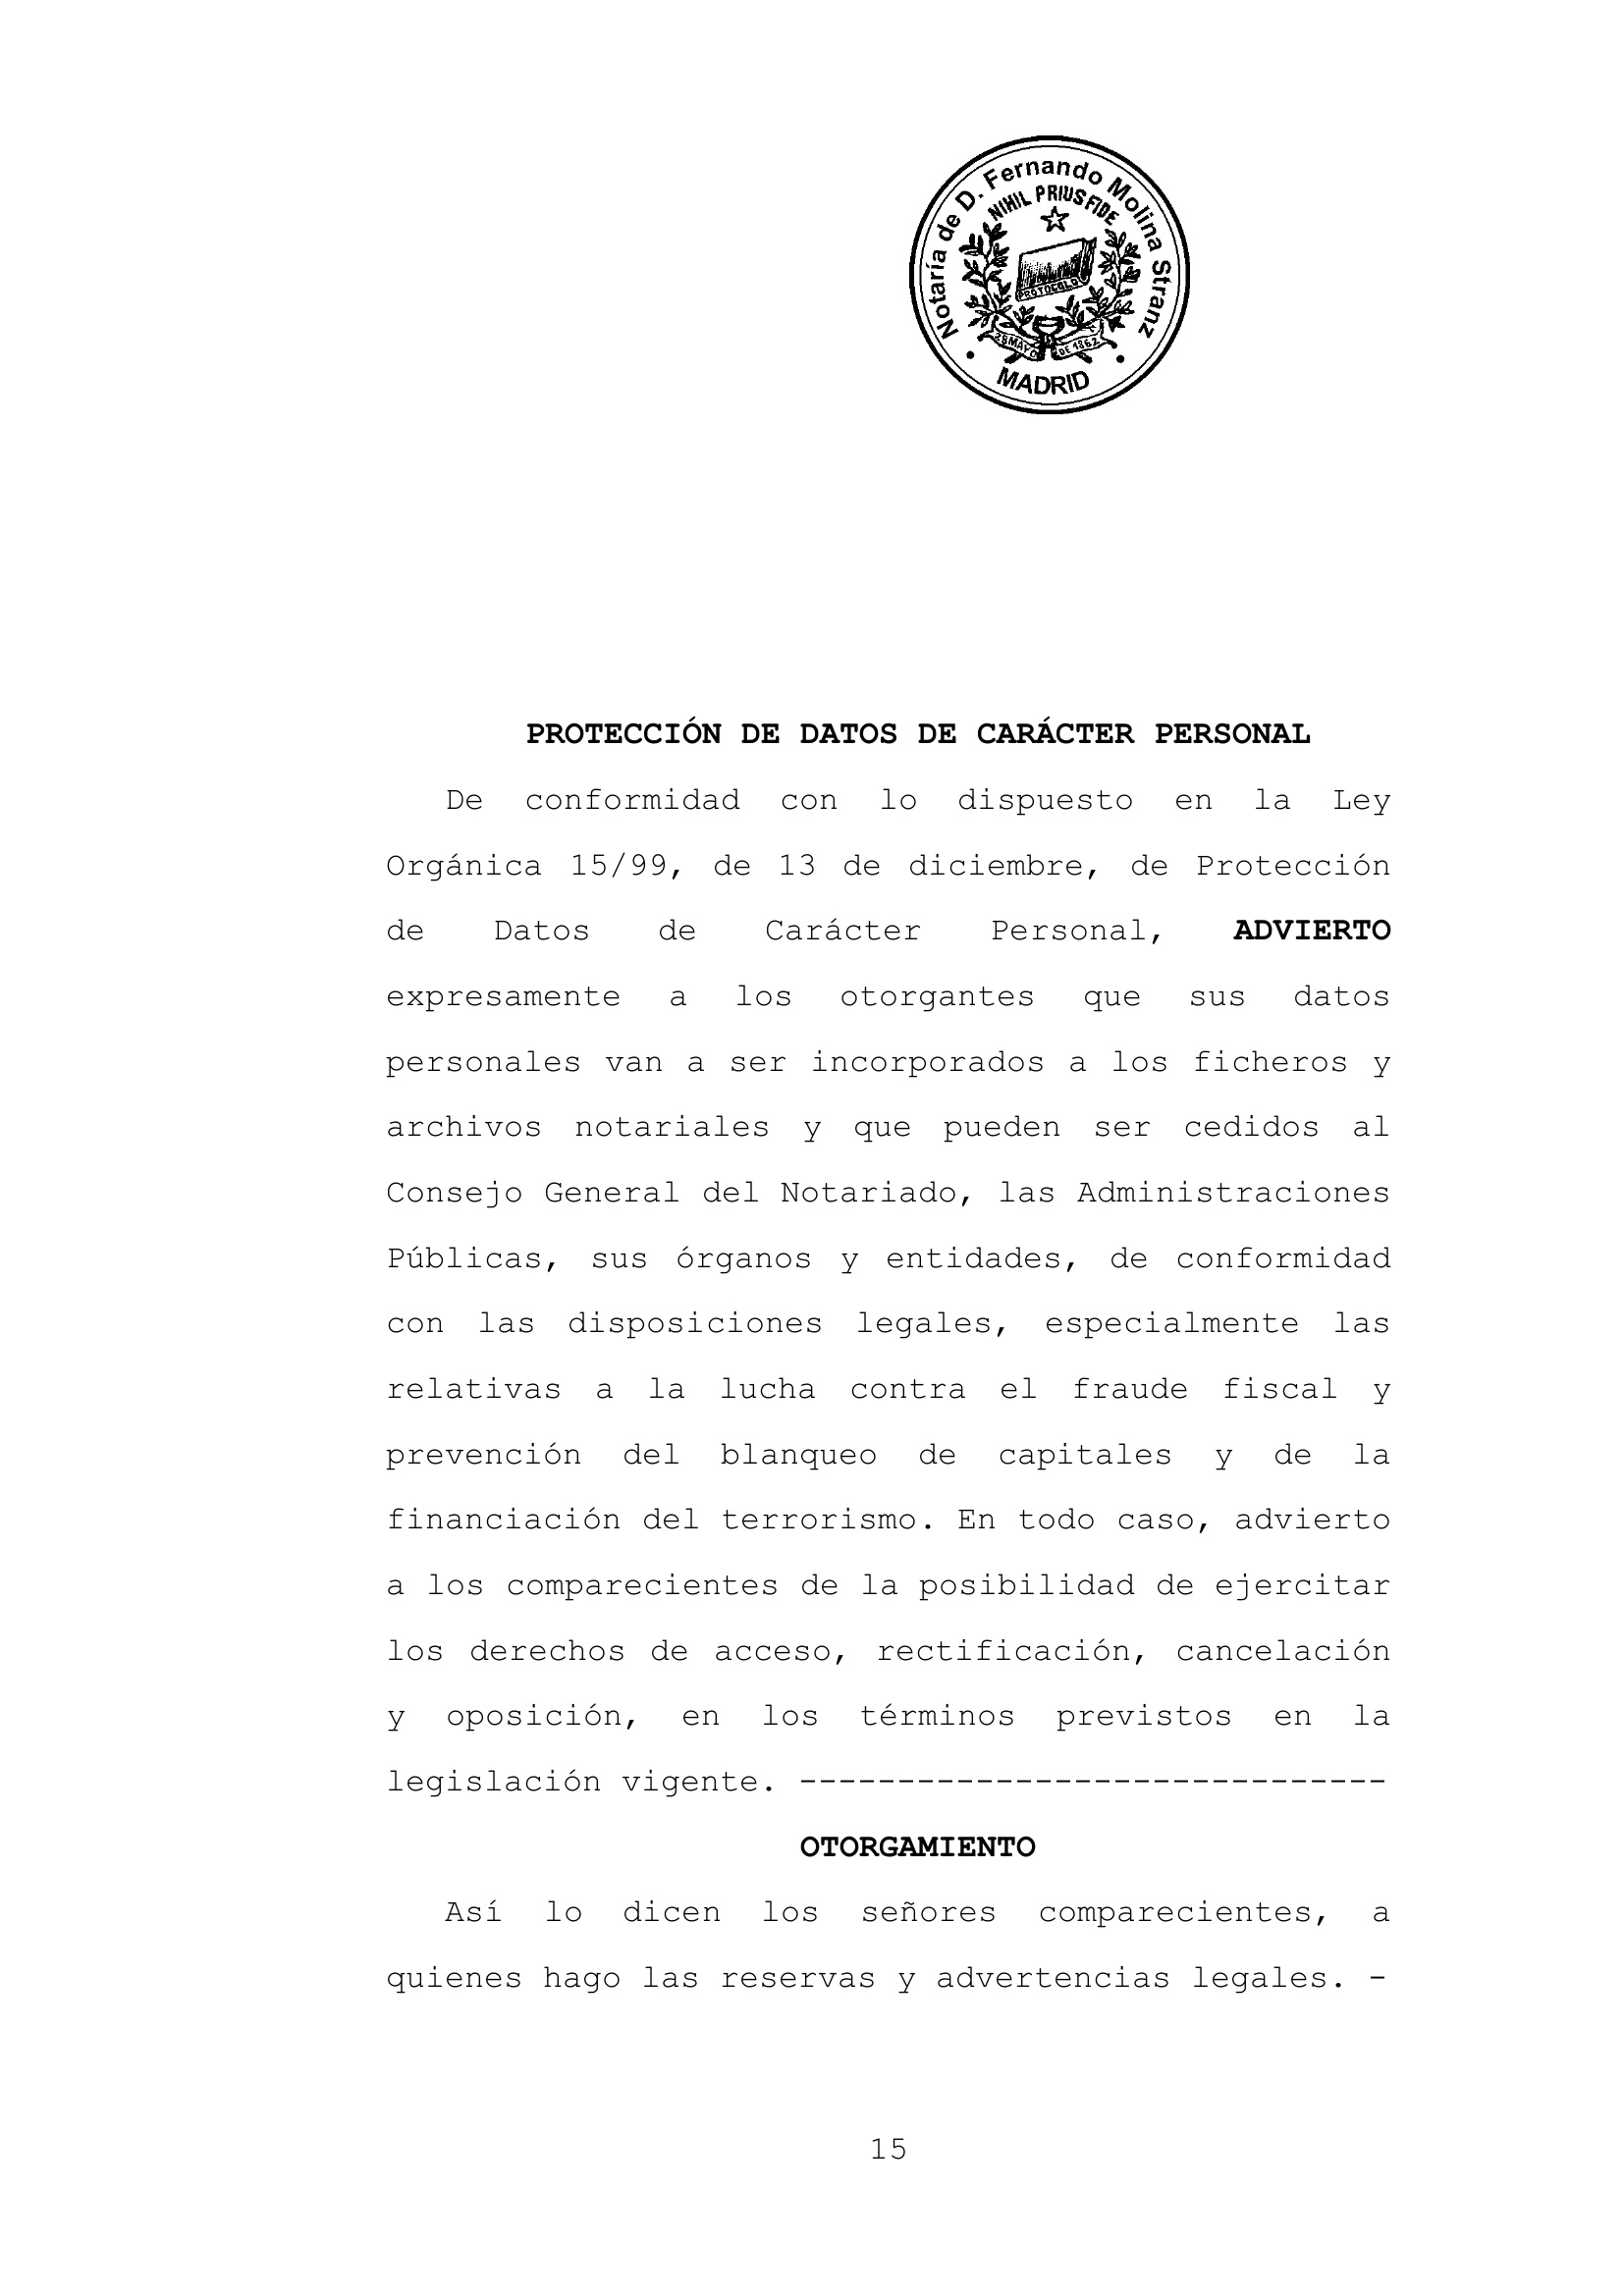 Notaría de D. Fernando Molina Stranz
NIHIL PRIUS FIDE
PROTOCOLO
28 MAYO DE 1862
MADRID
PROTECCIÓN DE DATOS DE CARÁCTER PERSONAL
De conformidad con lo dispuesto en la Ley
Orgánica 15/99, de 13 de diciembre, de Protección
de Datos de Carácter Personal, ADVIERTO
expresamente a los otorgantes que sus datos
personales van a ser incorporados a los ficheros y
archivos notariales y que pueden ser cedidos al
Consejo General del Notariado, las Administraciones
Públicas, sus órganos y entidades, de conformidad
con las disposiciones legales, especialmente las
relativas a la lucha contra el fraude fiscal y
prevención del blanqueo de capitales y de la
financiación del terrorismo. En todo caso, advierto
a los comparecientes de la posibilidad de ejercitar
los derechos de acceso, rectificación, cancelación
y oposición, en los términos previstos en la
legislación vigente. ------------------------------
OTORGAMIENTO
Así lo dicen los señores comparecientes, a
quienes hago las reservas y advertencias legales. -
15